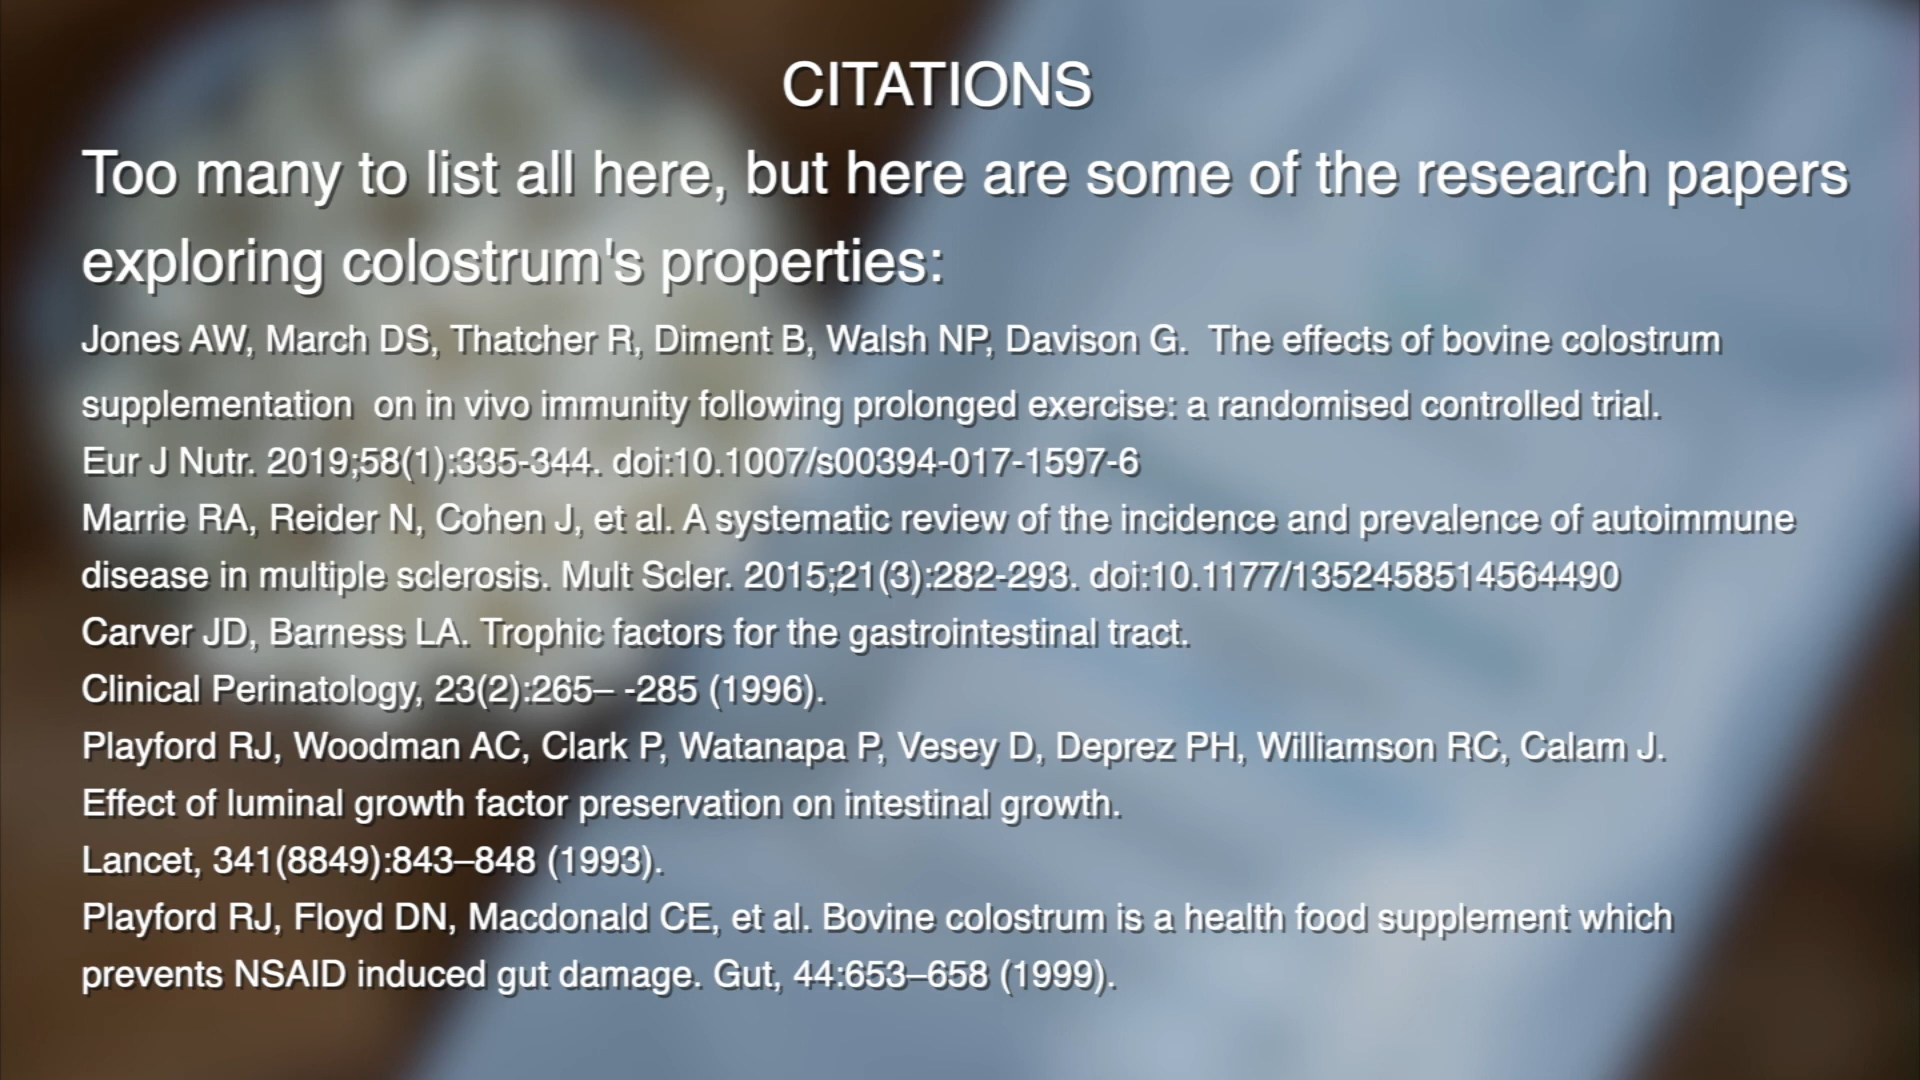 CITATIONS
Too many to list all here, but here are some of the research papers
exploring colostrum's properties:
Jones AW, March DS, Thatcher R, Diment B, Walsh NP, Davison G.  The effects of bovine colostrum
supplementation  on in vivo immunity following prolonged exercise: a randomised controlled trial.
Eur J Nutr. 2019;58(1):335-344. doi:10.1007/s00394-017-1597-6
Marrie RA, Reider N, Cohen J, et al. A systematic review of the incidence and prevalence of autoimmune
disease in multiple sclerosis. Mult Scler. 2015;21(3):282-293. doi:10.1177/1352458514564490
Carver JD, Barness LA. Trophic factors for the gastrointestinal tract.
Clinical Perinatology, 23(2):265– -285 (1996).
Playford RJ, Woodman AC, Clark P, Watanapa P, Vesey D, Deprez PH, Williamson RC, Calam J.
Effect of luminal growth factor preservation on intestinal growth.
Lancet, 341(8849):843–848 (1993).
Playford RJ, Floyd DN, Macdonald CE, et al. Bovine colostrum is a health food supplement which
prevents NSAID induced gut damage. Gut, 44:653–658 (1999).